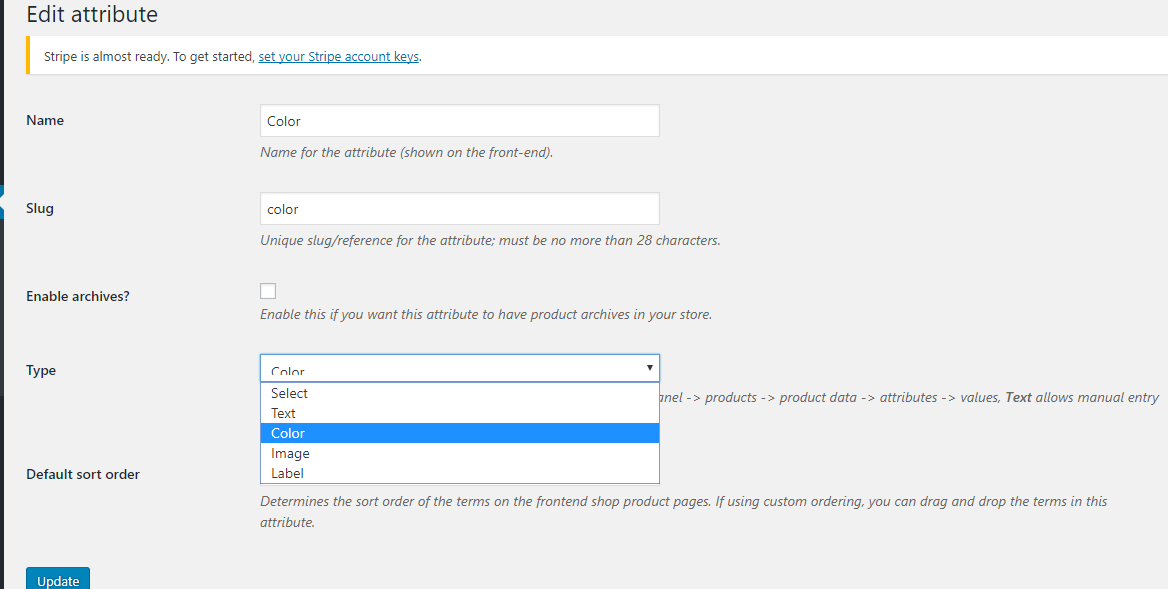 Edit attribute
Stripe is almost ready. To get started, set your Stripe account keys.
Name
Color
Name for the attribute (shown on the front-end).
Slug
color
Unique slug/reference for the attribute; must be no more than 28 characters.
Enable archives?
Enable this if you want this attribute to have product archives in your store.
Type
Color
Select
-> products -> product data -> attributes -> values, Text allows manual entry
Text
Color
Image
Label
Default sort order
Determines the sort order of the terms on the frontend shop product pages. If using custom ordering, you can drag and drop the terms in this
attribute.
Update